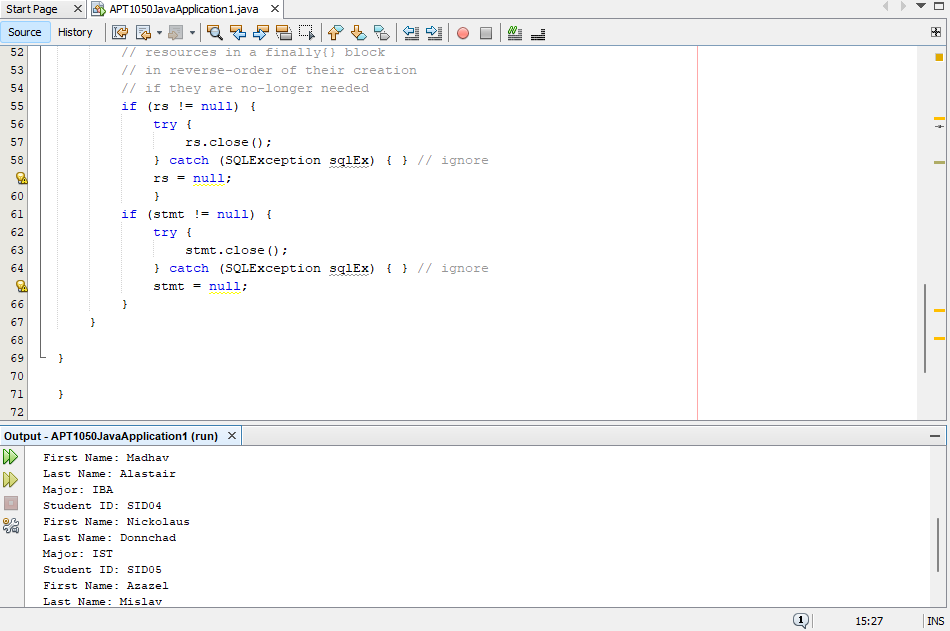 Start Page
APT1050JavaApplication1.java
Source History
52 // resources in a finally{} block
53 // in reverse-order of their creation
54 // if they are no-longer needed
55 if (rs != null) {
56 try {
57 rs.close();
58 } catch (SQLException sqlEx) { } // ignore
rs = null;
60 }
61 if (stmt != null) {
62 try {
63 stmt.close();
64 } catch (SQLException sqlEx) { } // ignore
stmt = null;
66 }
67 }
68
69 }
70
71 }
72
Output - APT1050JavaApplication1 (run)
First Name: Madhav
Last Name: Alastair
Major: IBA
Student ID: SID04
First Name: Nickolaus
Last Name: Donnchad
Major: IST
Student ID: SID05
First Name: Azazel
Last Name: Mislav
1 15:27 INS